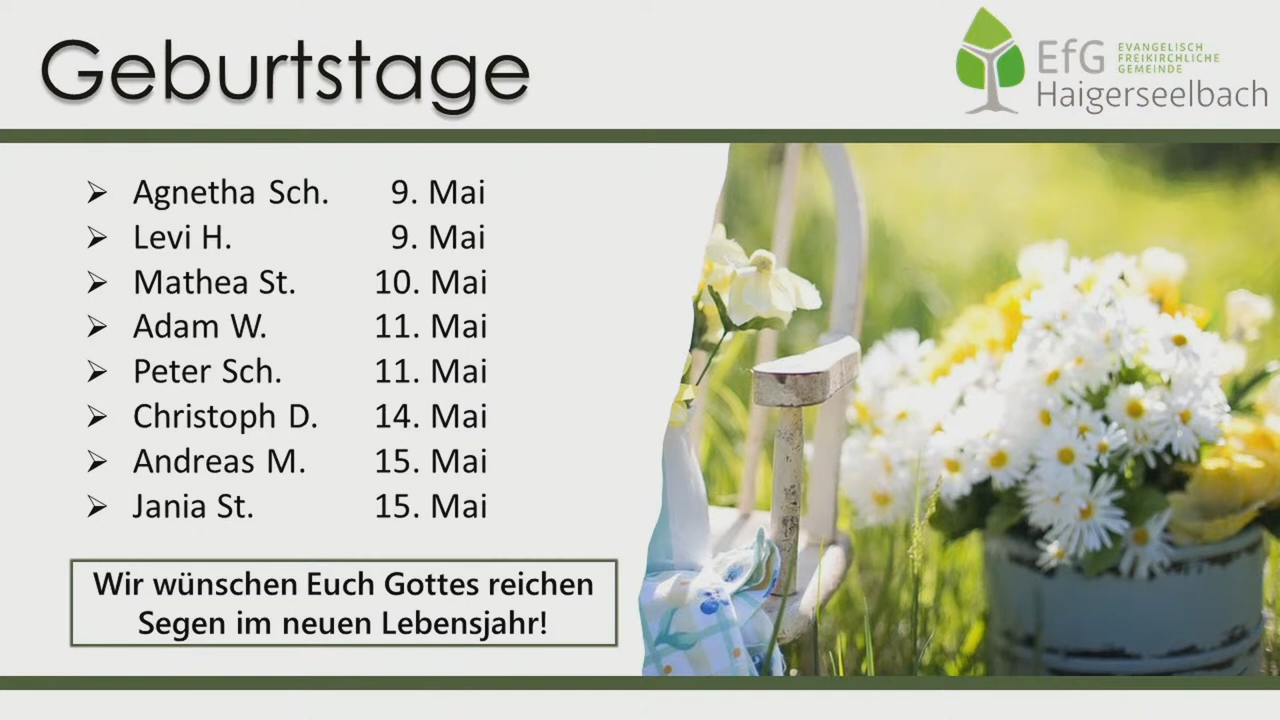 Geburtstage
EfG
EVANGELISCH
FREIKIRCHLICHE
GEMEINDE
Haigerseelbach
➢ Agnetha Sch. 9. Mai
➢ Levi H. 9. Mai
➢ Mathea St. 10. Mai
➢ Adam W. 11. Mai
➢ Peter Sch. 11. Mai
➢ Christoph D. 14. Mai
➢ Andreas M. 15. Mai
➢ Jania St. 15. Mai
Wir wünschen Euch Gottes reichen
Segen im neuen Lebensjahr!